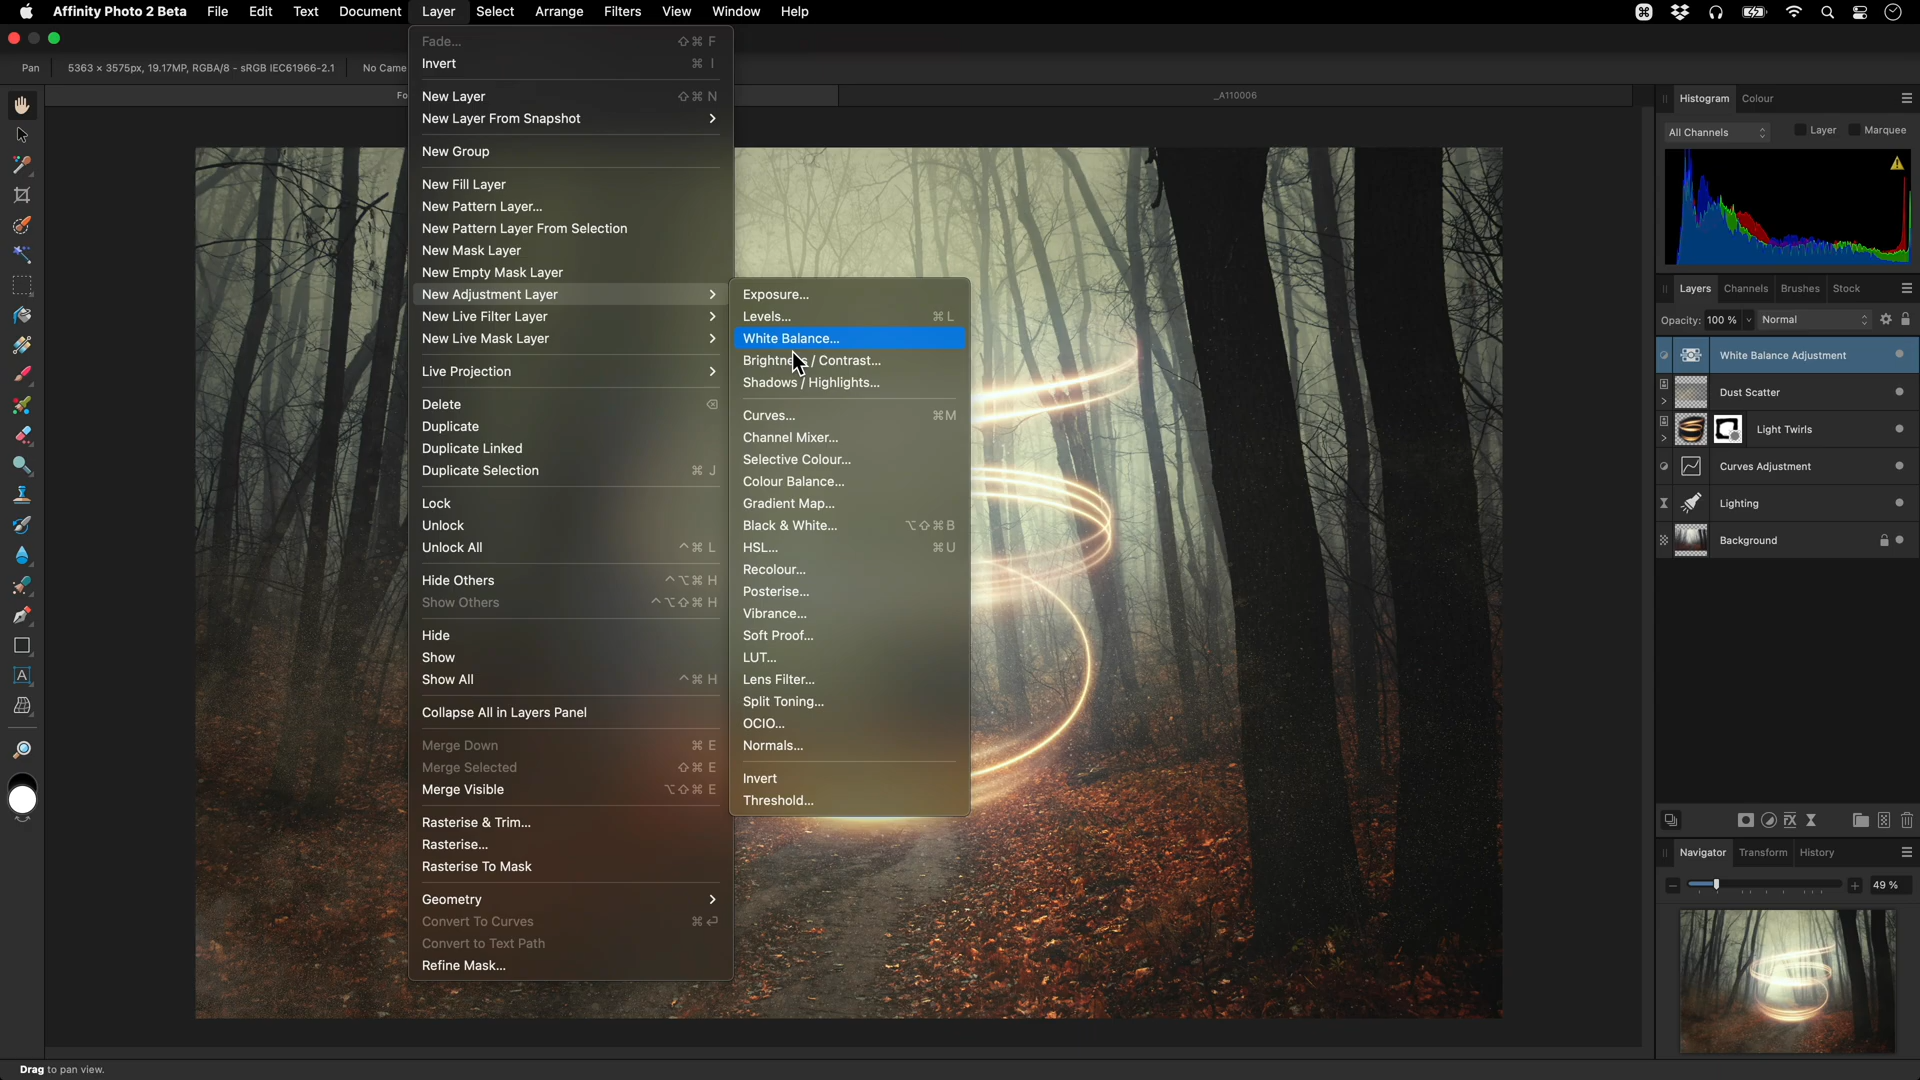 Affinity Photo 2 Beta File Edit Text Document Layer Select Arrange Filters View Window Help
Pan 5363 × 3575px, 19.17MP, RGBA/8 - sRGB IEC61966-2.1 No Came
Fo
_A110006
Fade... ⇧⌘ F
Invert ⌘ I
New Layer ⇧⌘ N
New Layer From Snapshot
New Group
New Fill Layer
New Pattern Layer...
New Pattern Layer From Selection
New Mask Layer
New Empty Mask Layer
New Adjustment Layer
New Live Filter Layer
New Live Mask Layer
Live Projection
Delete ⌫
Duplicate
Duplicate Linked
Duplicate Selection ⌘ J
Lock
Unlock
Unlock All ^⌘ L
Hide Others ^⌥⌘ H
Show Others ^⌥⇧⌘ H
Hide
Show
Show All ^⌘ H
Collapse All in Layers Panel
Merge Down ⌘ E
Merge Selected ⇧⌘ E
Merge Visible ⌥⇧⌘ E
Rasterise & Trim...
Rasterise...
Rasterise To Mask
Geometry
Convert To Curves ⌘⏎
Convert to Text Path
Refine Mask...
Exposure...
Levels... ⌘L
White Balance...
Brightness / Contrast...
Shadows / Highlights...
Curves... ⌘M
Channel Mixer...
Selective Colour...
Colour Balance...
Gradient Map...
Black & White... ⌥⇧⌘B
HSL... ⌘U
Recolour...
Posterise...
Vibrance...
Soft Proof...
LUT...
Lens Filter...
Split Toning...
OCIO...
Normals...
Invert
Threshold...
Histogram Colour
All Channels Layer Marquee
Layers Channels Brushes Stock
Opacity: 100 % Normal
White Balance Adjustment
Dust Scatter
Light Twirls
Curves Adjustment
Lighting
Background
Navigator Transform History
49 %
Drag to pan view.